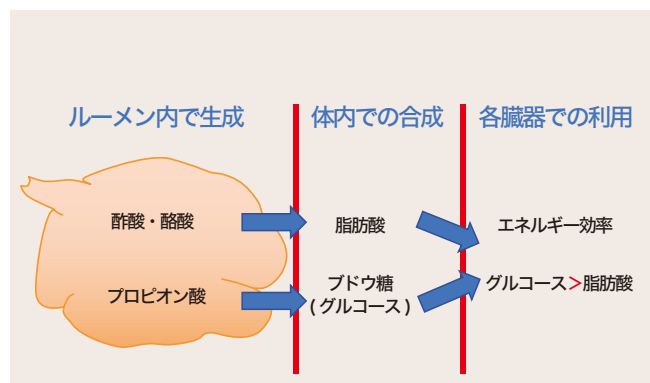 ルーメン内で生成
体内での合成
各臓器での利用
酢酸・酪酸
脂肪酸
エネルギー効率
プロピオン酸
ブドウ糖
(グルコース)
グルコース>脂肪酸